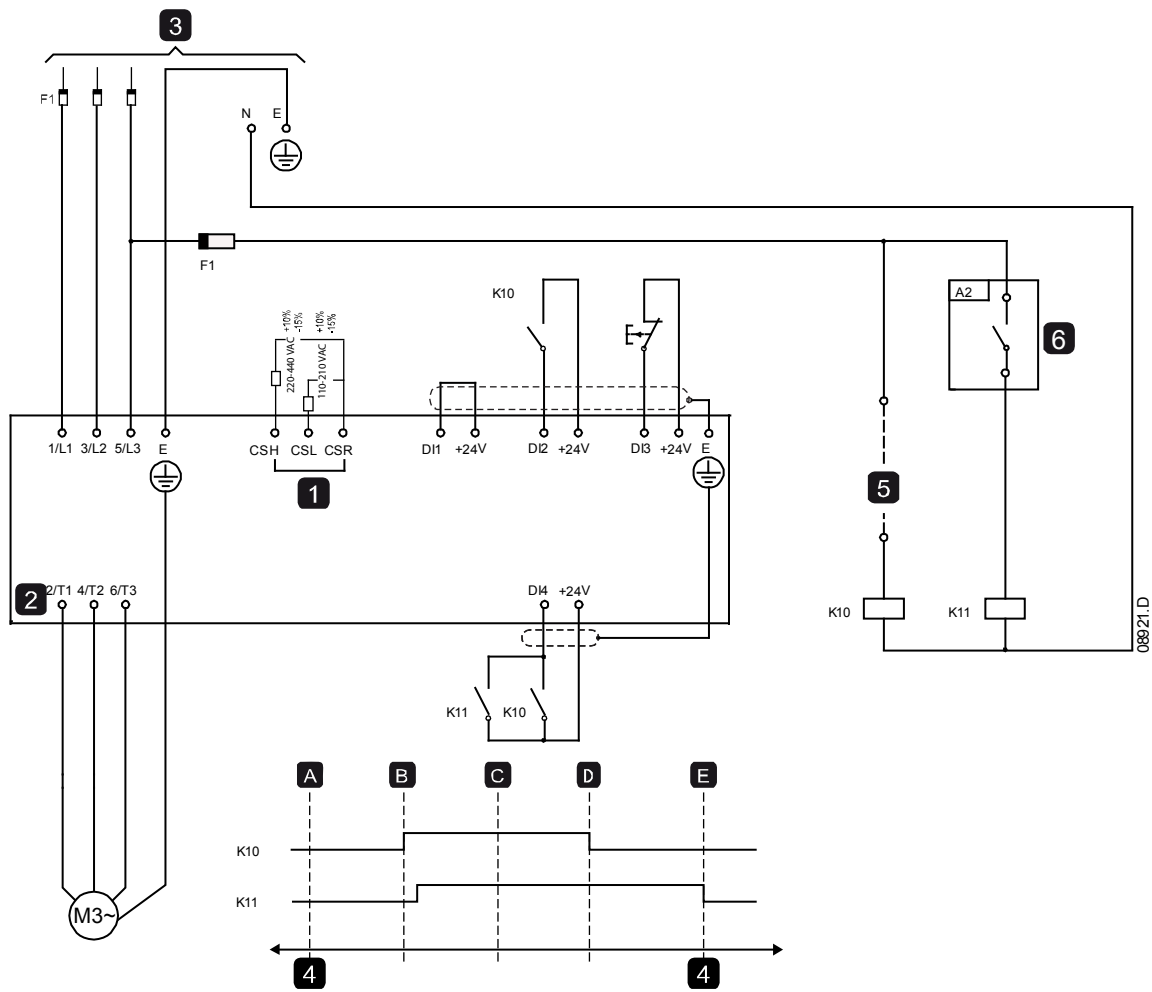 3
F1
N E
F1
K10
A2
6
220-440 VAC +10% -15%
110-210 VAC +10% -15%
1/L1 3/L2 5/L3 E CSH CSL CSR DI1 +24V DI2 +24V DI3 +24V E
1
5
2 2/T1 4/T2 6/T3 DI4 +24V
K10 K11
08921.D
K11 K10
A B C D E
K10
K11
M3~
4 4